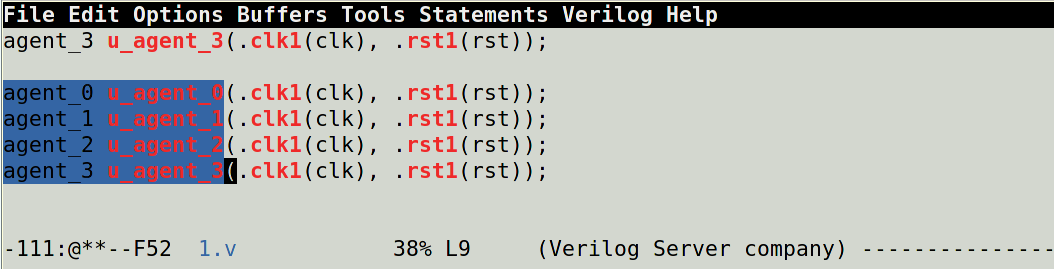 File Edit Options Buffers Tools Statements Verilog Help
agent_3 u_agent_3(.clk1(clk), .rst1(rst));
agent_0 u_agent_0(.clk1(clk), .rst1(rst));
agent_1 u_agent_1(.clk1(clk), .rst1(rst));
agent_2 u_agent_2(.clk1(clk), .rst1(rst));
agent_3 u_agent_3(.clk1(clk), .rst1(rst));
-111:@**--F52  1.v            38% L9     (Verilog Server company) ---------------